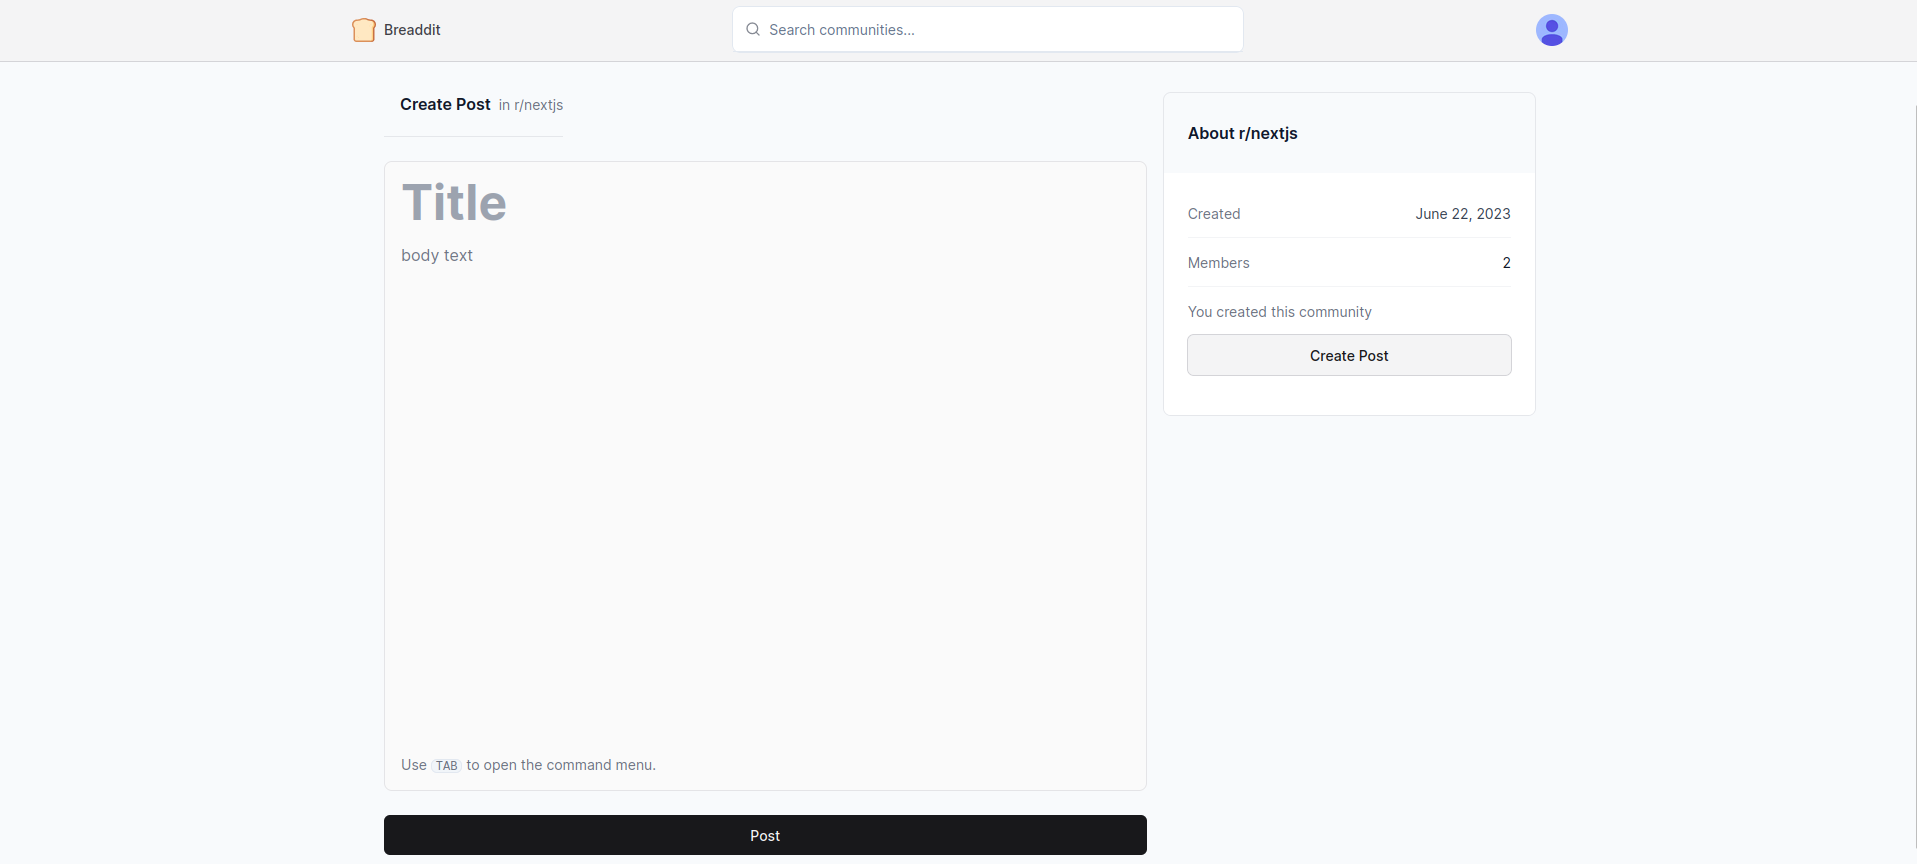 Breaddit
Search communities...
Create Post in r/nextjs
Title
body text
Use TAB to open the command menu.
Post
About r/nextjs
Created June 22, 2023
Members 2
You created this community
Create Post